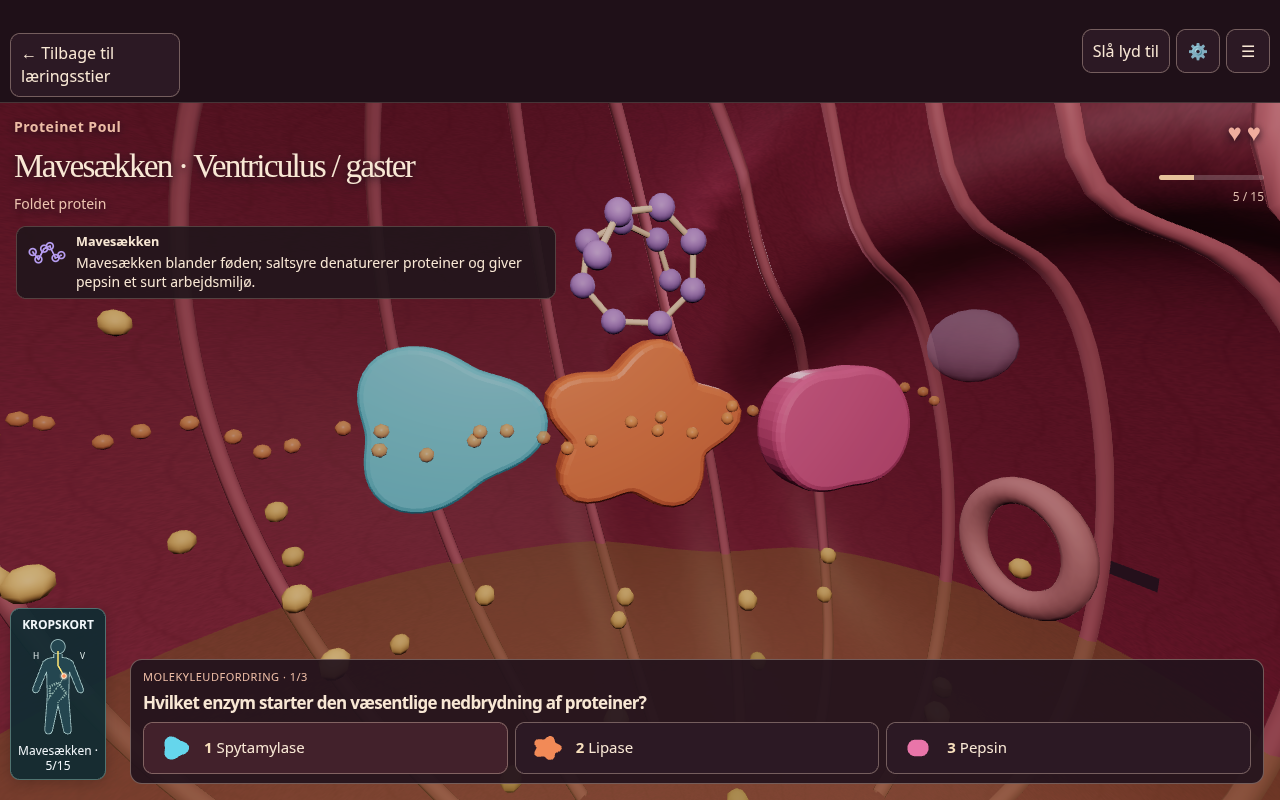 ← Tilbage til
læringsstier
Slå lyd til
Proteinet Poul
Mavesækken · Ventriculus / gaster
Foldet protein
5 / 15
Mavesækken
Mavesækken blander føden; saltsyre denaturerer proteiner og giver
pepsin et surt arbejdsmiljø.
KROPSKORT
H V
Mavesækken ·
5/15
MOLEKYLEUDFORDRING · 1/3
Hvilket enzym starter den væsentlige nedbrydning af proteiner?
1 Spytamylase
2 Lipase
3 Pepsin